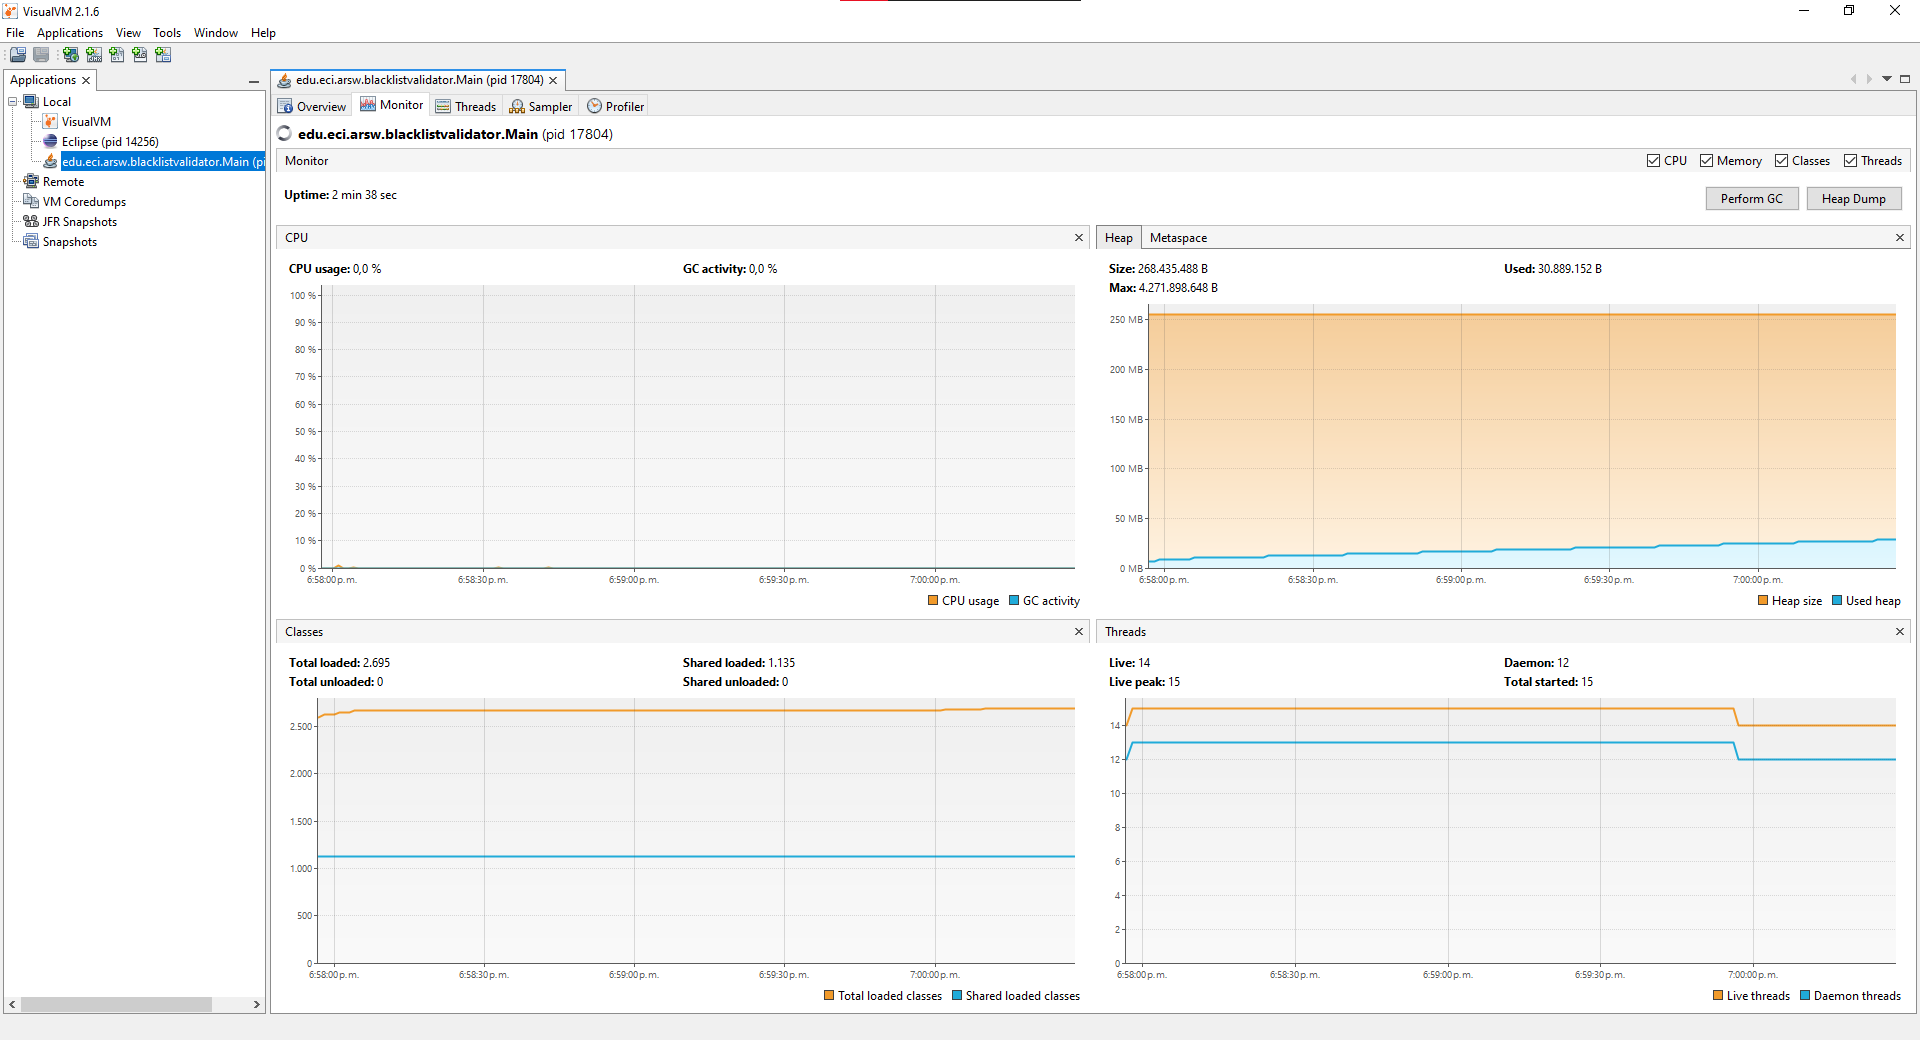 VisualVM 2.1.6
File Applications View Tools Window Help
Applications
Local
VisualVM
Eclipse (pid 14256)
edu.eci.arsw.blacklistvalidator.Main (pi
Remote
VM Coredumps
JFR Snapshots
Snapshots
edu.eci.arsw.blacklistvalidator.Main (pid 17804)
Overview Monitor Threads Sampler Profiler
edu.eci.arsw.blacklistvalidator.Main (pid 17804)
Monitor CPU Memory Classes Threads
Uptime: 2 min 38 sec
Perform GC Heap Dump
CPU
CPU usage: 0,0 % GC activity: 0,0 %
100 %
90 %
80 %
70 %
60 %
50 %
40 %
30 %
20 %
10 %
0 %
6:58:00 p. m. 6:58:30 p. m. 6:59:00 p. m. 6:59:30 p. m. 7:00:00 p. m.
CPU usage GC activity
Heap Metaspace
Size: 268.435.488 B Used: 30.889.152 B
Max: 4.271.898.648 B
250 MB
200 MB
150 MB
100 MB
50 MB
0 MB
6:58:00 p. m. 6:58:30 p. m. 6:59:00 p. m. 6:59:30 p. m. 7:00:00 p. m.
Heap size Used heap
Classes
Total loaded: 2.695 Shared loaded: 1.135
Total unloaded: 0 Shared unloaded: 0
2.500
2.000
1.500
1.000
500
0
6:58:00 p. m. 6:58:30 p. m. 6:59:00 p. m. 6:59:30 p. m. 7:00:00 p. m.
Total loaded classes Shared loaded classes
Threads
Live: 14 Daemon: 12
Live peak: 15 Total started: 15
14
12
10
8
6
4
2
0
6:58:00 p. m. 6:58:30 p. m. 6:59:00 p. m. 6:59:30 p. m. 7:00:00 p. m.
Live threads Daemon threads